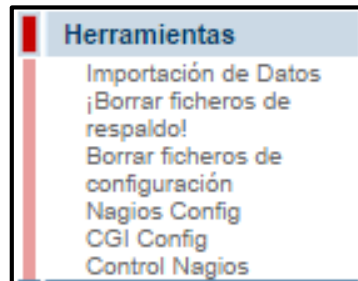 Herramientas
Importación de Datos
¡Borrar ficheros de
respaldo!
Borrar ficheros de
configuración
Nagios Config
CGI Config
Control Nagios